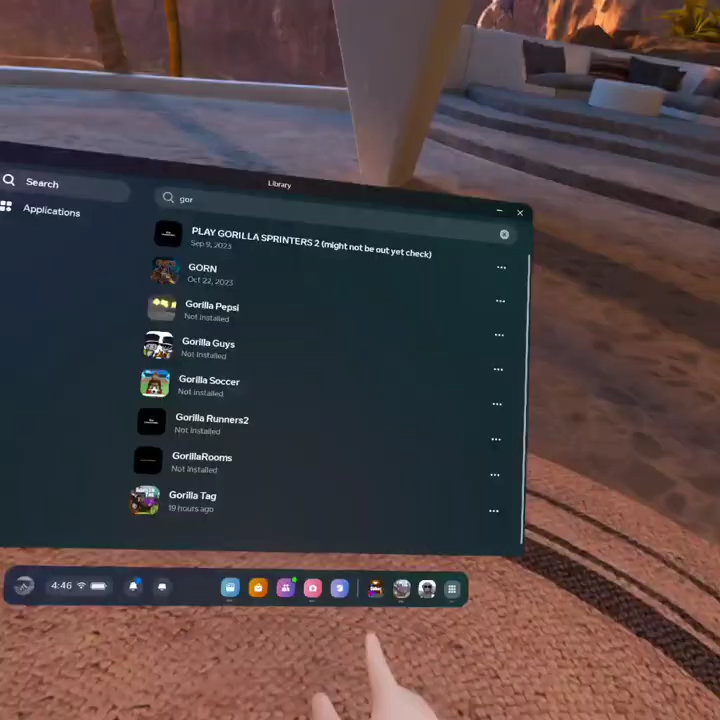 Library
Search
Applications
gor
PLAY GORILLA SPRINTERS 2 (might not be out yet check)
Sep 9, 2023
GORN
Oct 22, 2023
Gorilla Pepsi
Not installed
Gorilla Guys
Not installed
Gorilla Soccer
Not installed
Gorilla Runners2
Not installed
GorillaRooms
Not installed
Gorilla Tag
19 hours ago
4:46